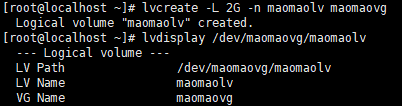 [root@localhost ~]# lvcreate -L 2G -n maomaolv maomaovg
Logical volume "maomaolv" created.
[root@localhost ~]# lvdisplay /dev/maomaovg/maomaolv
--- Logical volume ---
LV Path /dev/maomaovg/maomaolv
LV Name maomaolv
VG Name maomaovg